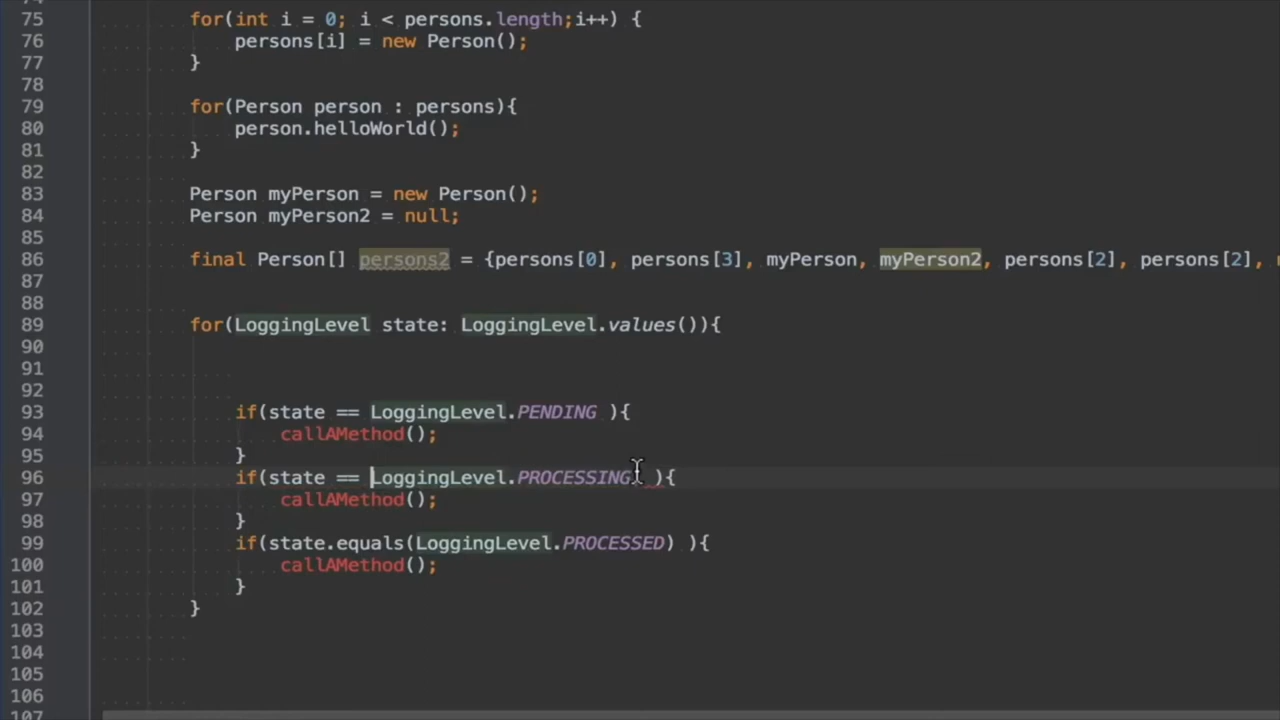 75 for(int i = 0; i < persons.length;i++) {
76 persons[i] = new Person();
77 }
78
79 for(Person person : persons){
80 person.helloWorld();
81 }
82
83 Person myPerson = new Person();
84 Person myPerson2 = null;
85
86 final Person[] persons2 = {persons[0], persons[3], myPerson, myPerson2, persons[2], persons[2],
87
88
89 for(LoggingLevel state: LoggingLevel.values()){
90
91
92
93 if(state == LoggingLevel.PENDING ){
94 callAMethod();
95 }
96 if(state == LoggingLevel.PROCESSING ){
97 callAMethod();
98 }
99 if(state.equals(LoggingLevel.PROCESSED) ){
100 callAMethod();
101 }
102 }
103
104
105
106
107